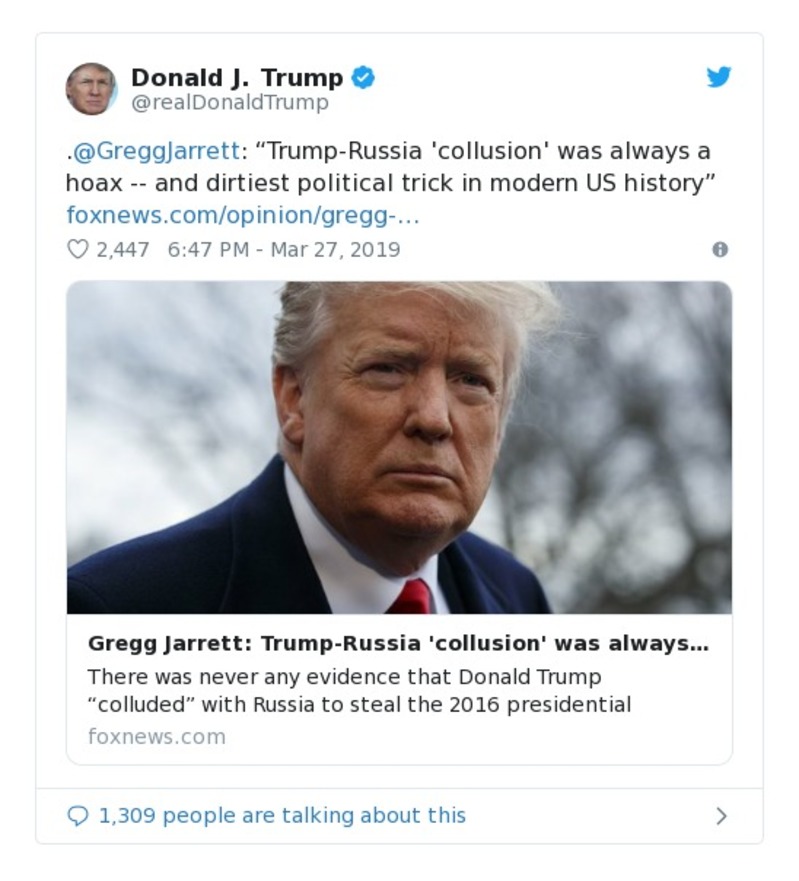 Donald J. Trump
@realDonaldTrump
.@GreggJarrett: “Trump-Russia 'collusion' was always a
hoax -- and dirtiest political trick in modern US history”
foxnews.com/opinion/gregg-…
2,447 6:47 PM - Mar 27, 2019
Gregg Jarrett: Trump-Russia 'collusion' was always…
There was never any evidence that Donald Trump
“colluded” with Russia to steal the 2016 presidential
foxnews.com
1,309 people are talking about this